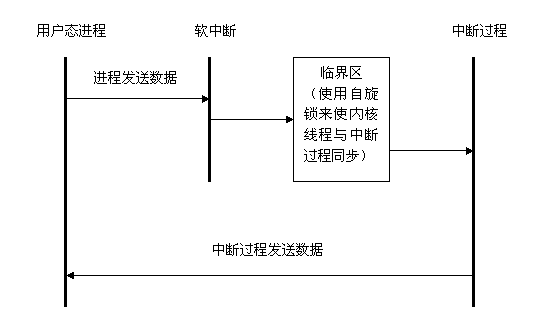 用户态进程
软中断
中断过程
进程发送数据
临界区
（使用自旋
锁来使内核
线程与中断
过程同步）
中断过程发送数据